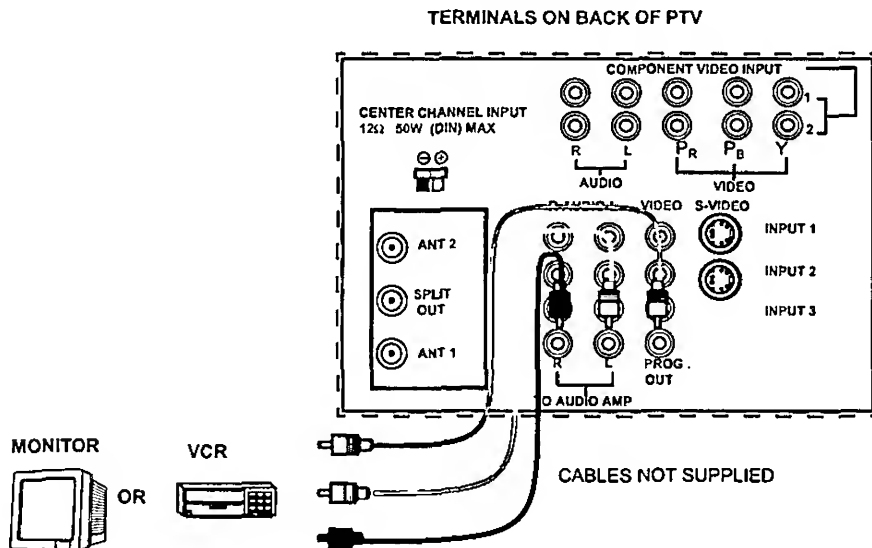 TERMINALS ON BACK OF PTV
COMPONENT VIDEO INPUT
CENTER CHANNEL INPUT
12Ω 50W (DIN) MAX
⊖ ⊕
1
2
R L PR PB Y
AUDIO
VIDEO
VIDEO S-VIDEO
INPUT 1
ANT 2
INPUT 2
SPLIT
OUT
INPUT 3
ANT 1
R L PROG.
OUT
TO AUDIO AMP
MONITOR
VCR
OR
CABLES NOT SUPPLIED